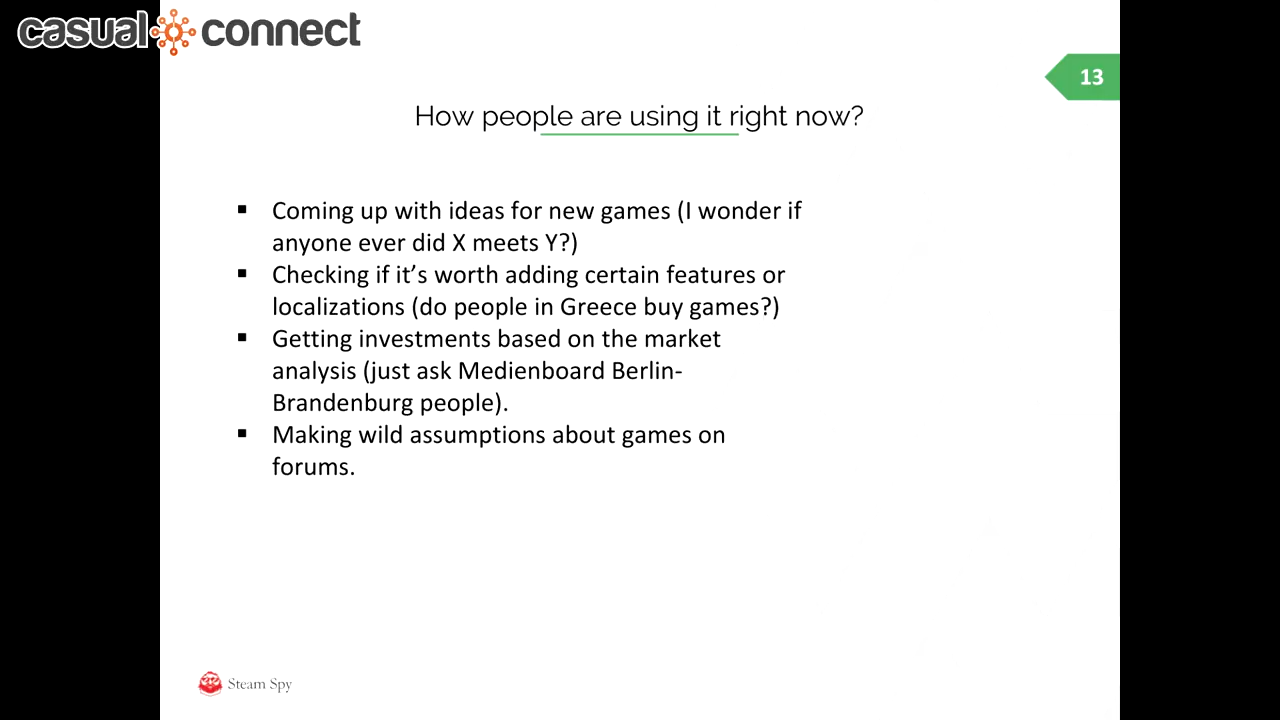 casual connect
13
How people are using it right now?
▪ Coming up with ideas for new games (I wonder if
anyone ever did X meets Y?)
▪ Checking if it's worth adding certain features or
localizations (do people in Greece buy games?)
▪ Getting investments based on the market
analysis (just ask Medienboard Berlin-
Brandenburg people).
▪ Making wild assumptions about games on
forums.
Steam Spy